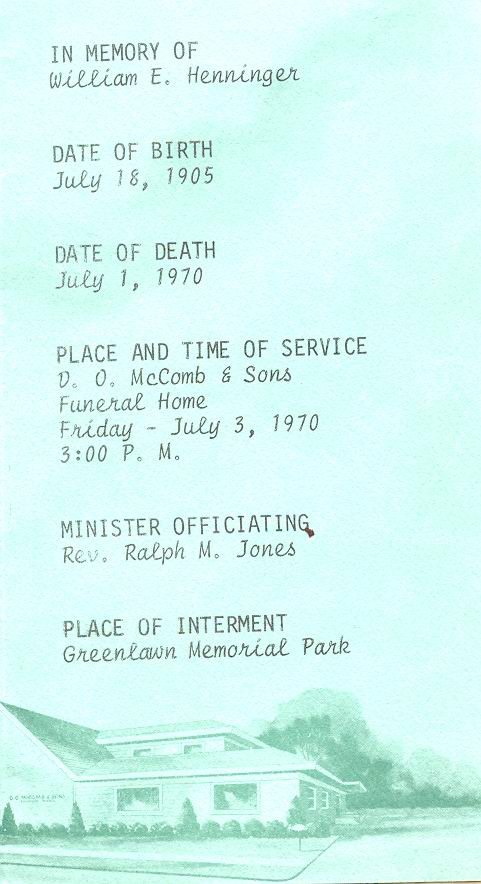 IN MEMORY OF
William E. Henninger
DATE OF BIRTH
July 18, 1905
DATE OF DEATH
July 1, 1970
PLACE AND TIME OF SERVICE
D. O. McComb & Sons
Funeral Home
Friday - July 3, 1970
3:00 P. M.
MINISTER OFFICIATING
Rev. Ralph M. Jones
PLACE OF INTERMENT
Greenlawn Memorial Park
D.O. McCOMB & SONS